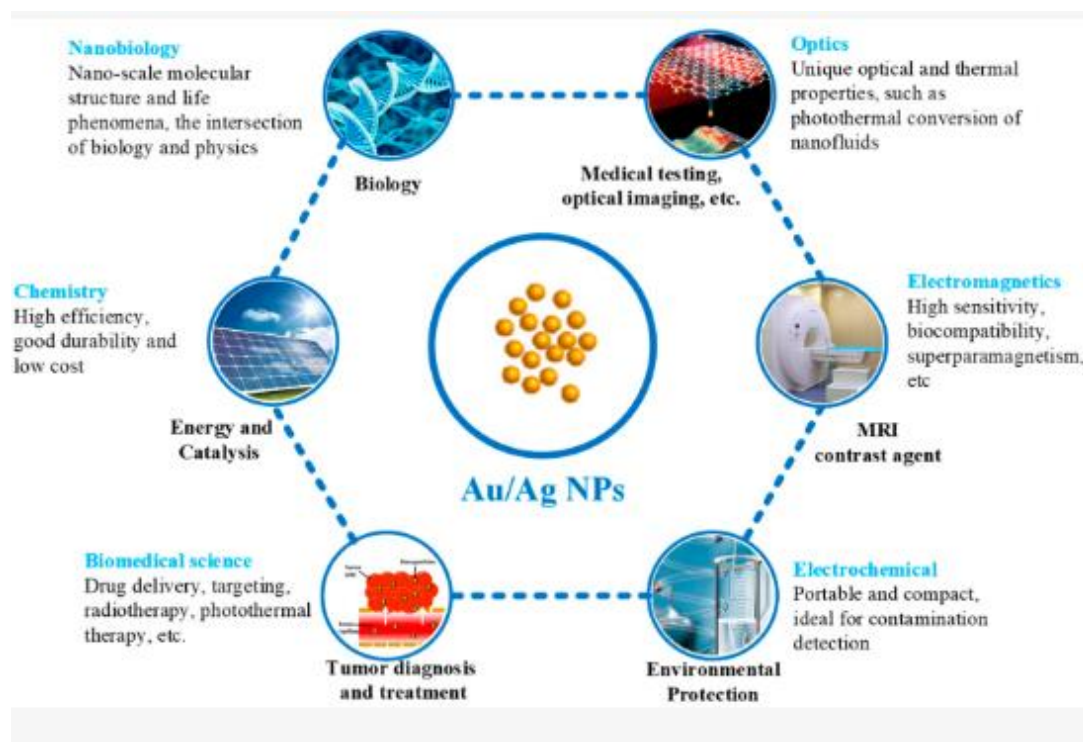 Nanobiology
Nano-scale molecular
structure and life
phenomena, the intersection
of biology and physics
Biology
Optics
Unique optical and thermal
properties, such as
photothermal conversion of
nanofluids
Medical testing,
optical imaging, etc.
Chemistry
High efficiency,
good durability and
low cost
Energy and
Catalysis
Electromagnetics
High sensitivity,
biocompatibility,
superparamagnetism,
etc
MRI
contrast agent
Au/Ag NPs
Biomedical science
Drug delivery, targeting,
radiotherapy, photothermal
therapy, etc.
Tumor diagnosis
and treatment
Electrochemical
Portable and compact,
ideal for contamination
detection
Environmental
Protection